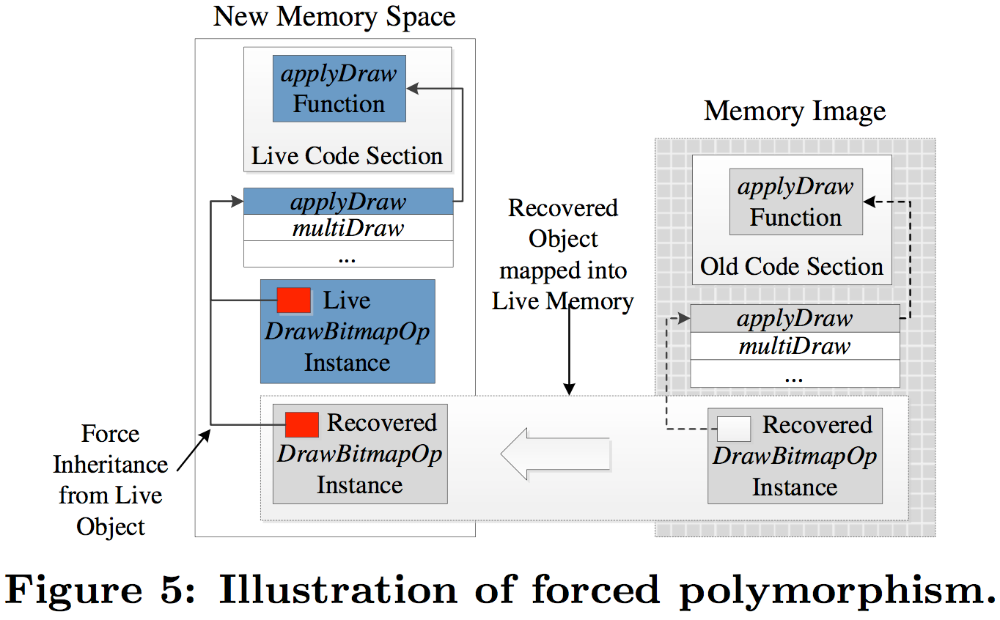 New Memory Space
applyDraw
Function
Live Code Section
applyDraw
multiDraw
...
Live
DrawBitmapOp
Instance
Recovered
DrawBitmapOp
Instance
Force
Inheritance
from Live
Object
Recovered
Object
mapped into
Live Memory
Memory Image
applyDraw
Function
Old Code Section
applyDraw
multiDraw
...
Recovered
DrawBitmapOp
Instance
Figure 5: Illustration of forced polymorphism.